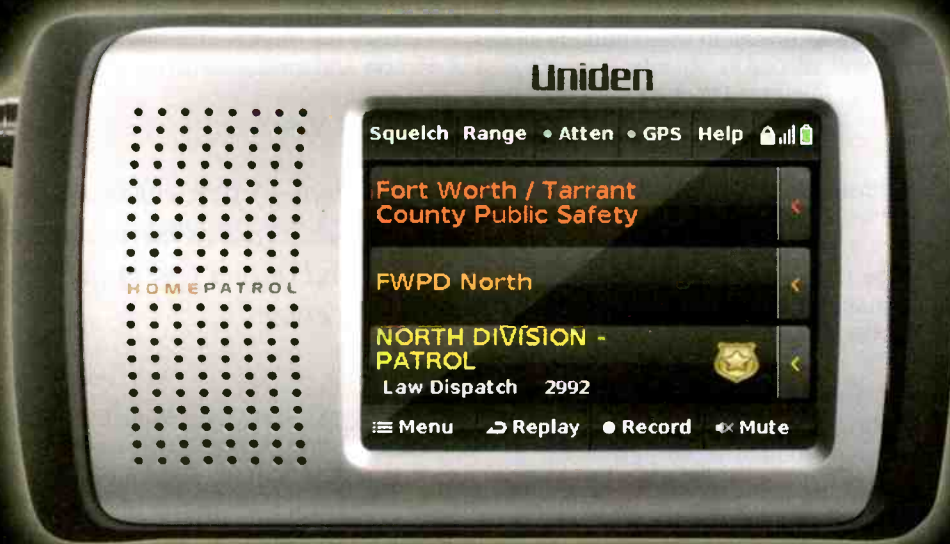 Uniden
Squelch Range • Atten • GPS Help
Fort Worth / Tarrant
County Public Safety
HOMEPATROL
FWPD North
NORTH DIVISION -
PATROL
Law Dispatch 2992
Menu Replay Record Mute